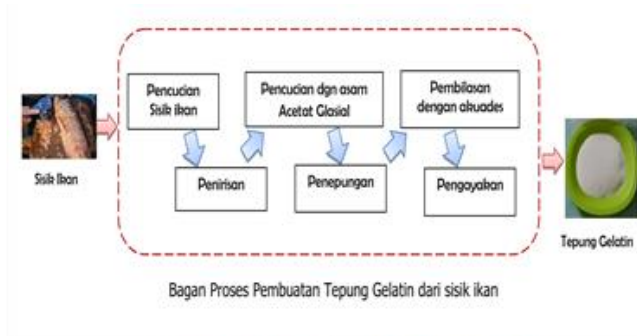 Sisik Ikan
Pencucian
Sisik ikan
Penirisan
Pencucian dgn asam
Acetat Glasial
Penepungan
Pembilasan
dengan akuades
Pengayakan
Tepung Gelatin
Bagan Proses Pembuatan Tepung Gelatin dari sisik ikan